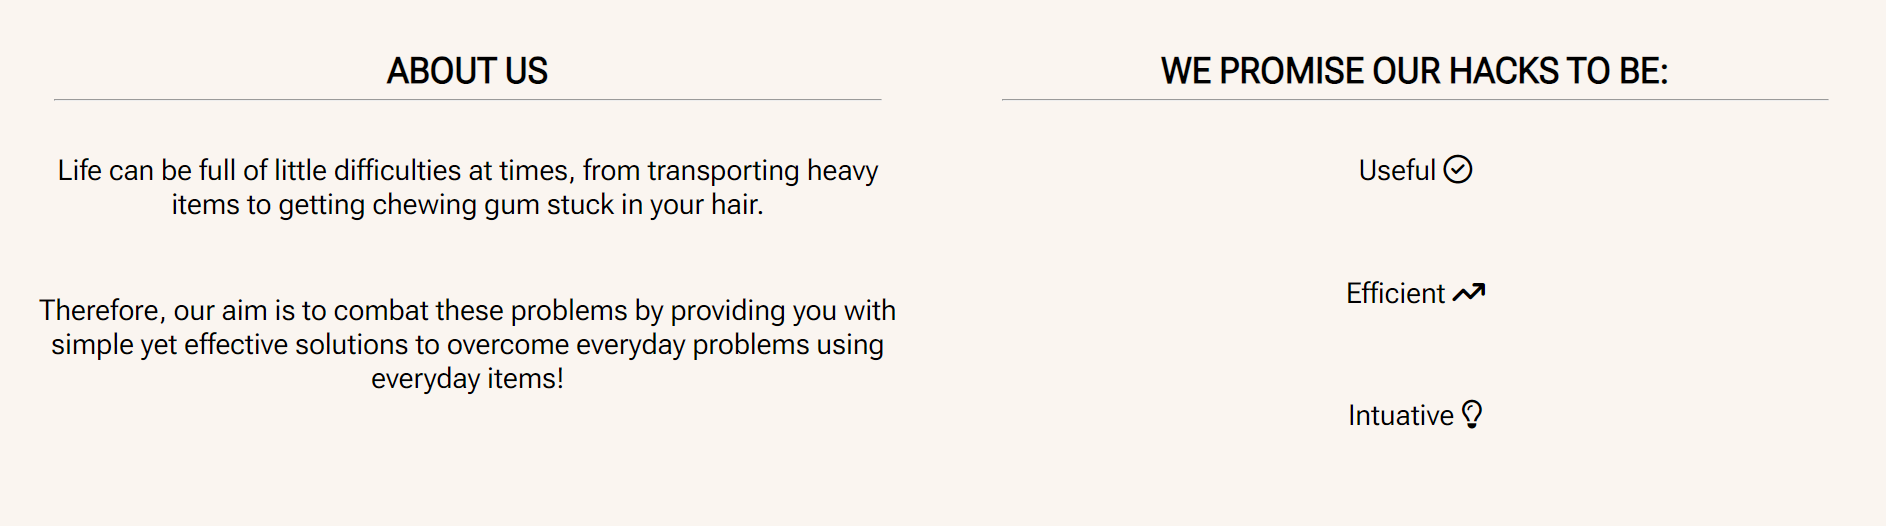 ABOUT US
Life can be full of little difficulties at times, from transporting heavy
items to getting chewing gum stuck in your hair.
Therefore, our aim is to combat these problems by providing you with
simple yet effective solutions to overcome everyday problems using
everyday items!
WE PROMISE OUR HACKS TO BE:
Useful
Efficient
Intuative